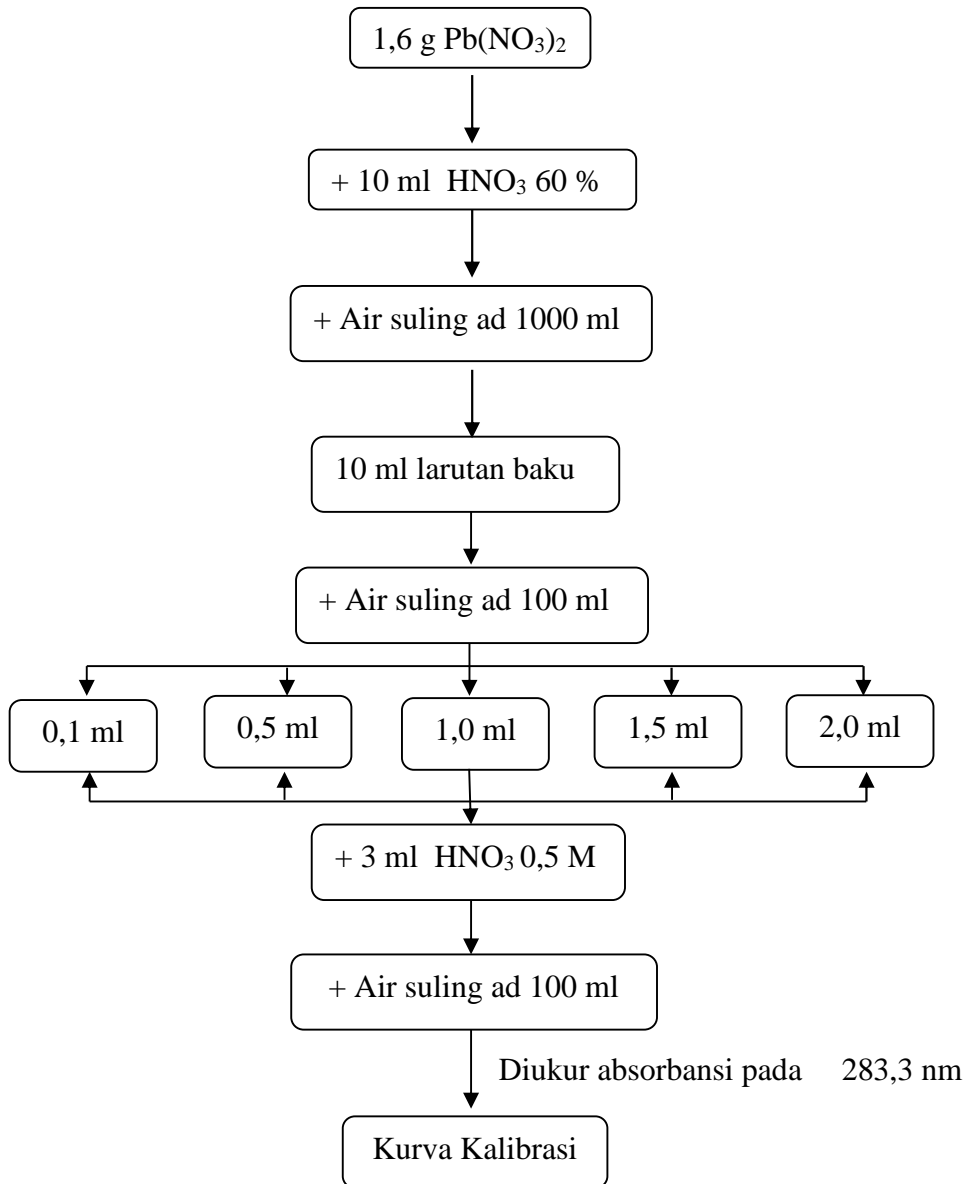 1,6 g Pb(NO₃)₂
+ 10 ml HNO₃ 60 %
+ Air suling ad 1000 ml
10 ml larutan baku
+ Air suling ad 100 ml
0,1 ml
0,5 ml
1,0 ml
1,5 ml
2,0 ml
+ 3 ml HNO₃ 0,5 M
+ Air suling ad 100 ml
Diukur absorbansi pada 283,3 nm
Kurva Kalibrasi